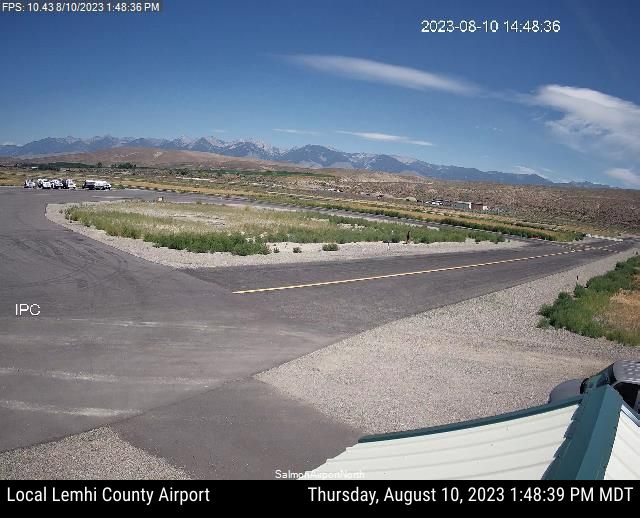 FPS: 10.43 8/10/2023 1:48:36 PM
2023-08-10 14:48:36
IPC
SalmonAirportNorth
Local Lemhi County Airport Thursday, August 10, 2023 1:48:39 PM MDT